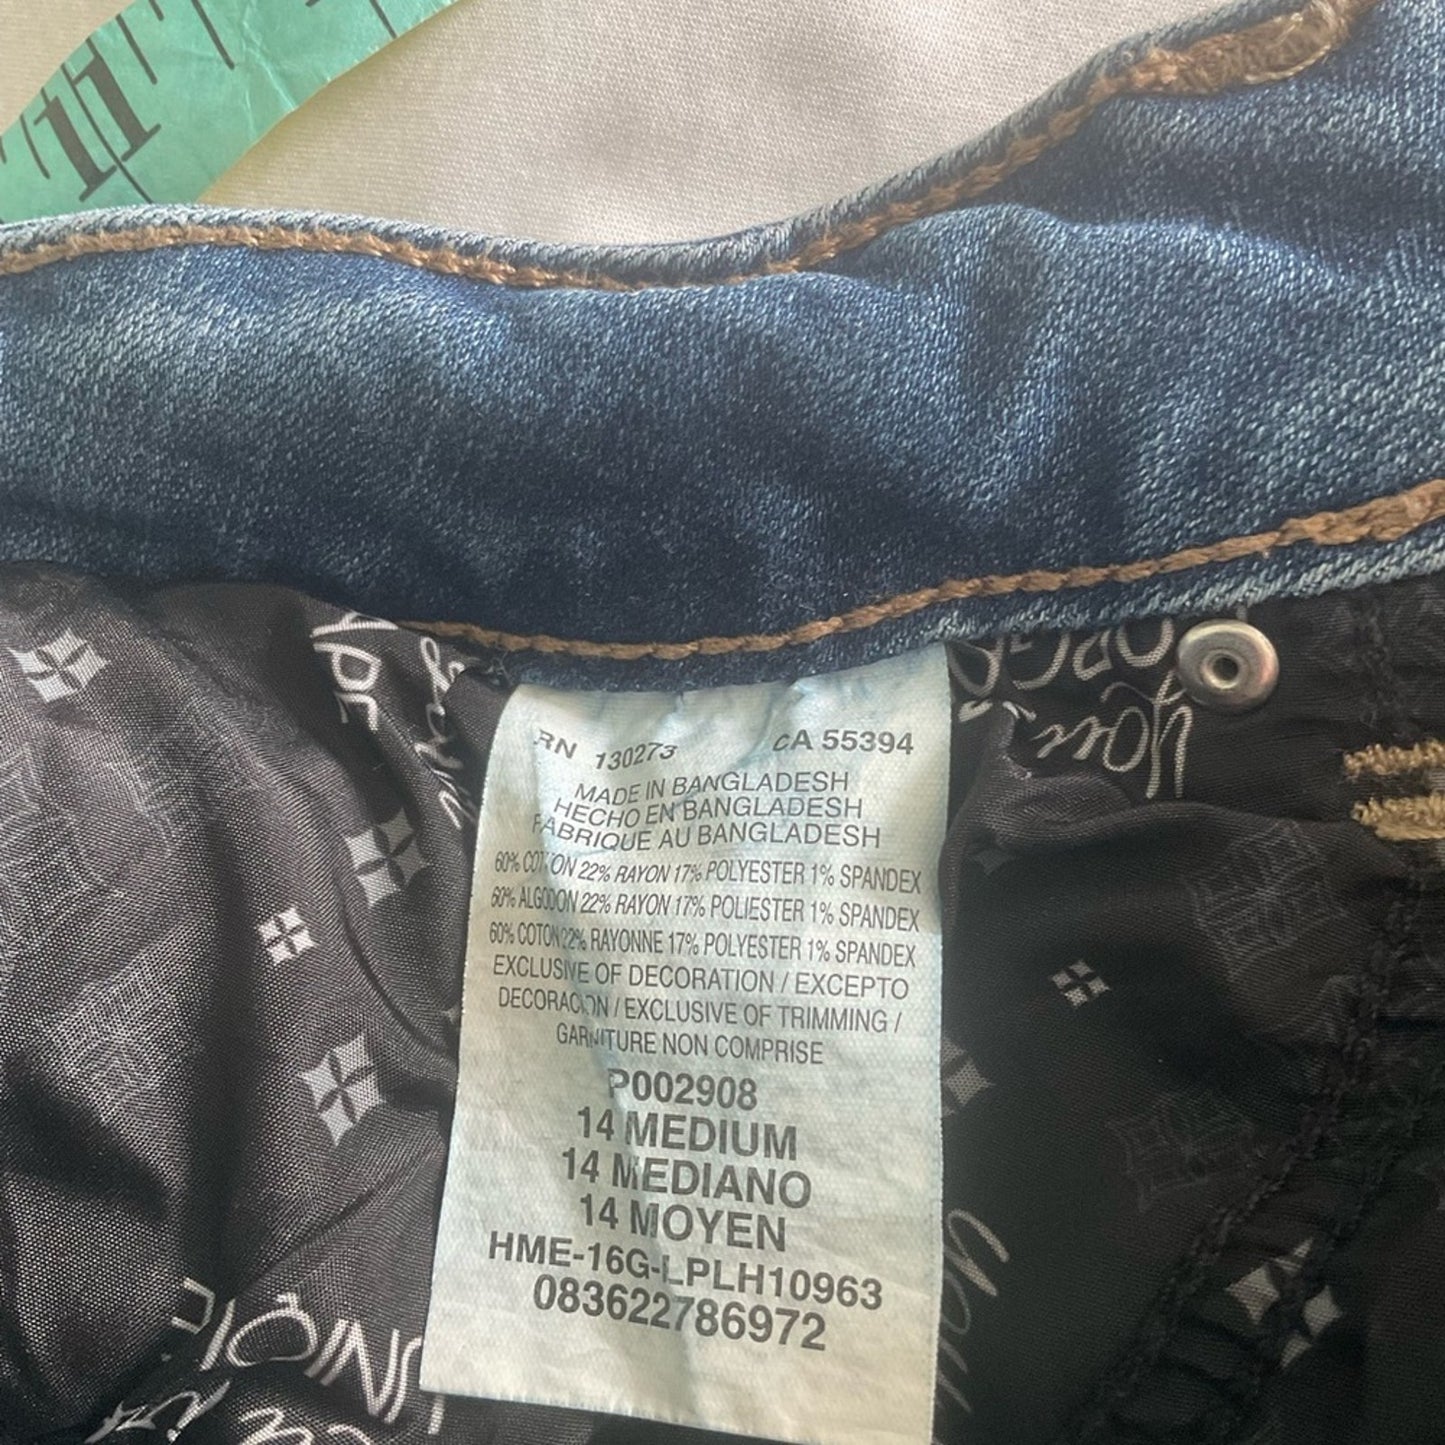 11
RN 130273 CA 55394
MADE IN BANGLADESH
HECHO EN BANGLADESH
FABRIQUE AU BANGLADESH
60% COTTON 22% RAYON 17% POLYESTER 1% SPANDEX
60% ALGODON 22% RAYON 17% POLIESTER 1% SPANDEX
60% COTON 22% RAYONNE 17% POLYESTER 1% SPANDEX
EXCLUSIVE OF DECORATION / EXCEPTO
DECORACION / EXCLUSIVE OF TRIMMING /
GARNITURE NON COMPRISE
P002908
14 MEDIUM
14 MEDIANO
14 MOYEN
HME-16G-LPLH10963
083622786972
You